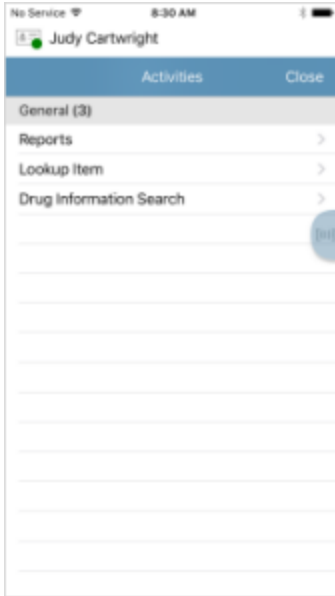 No Service 8:30 AM
Judy Cartwright
Activities Close
General (3)
Reports
Lookup Item
Drug Information Search